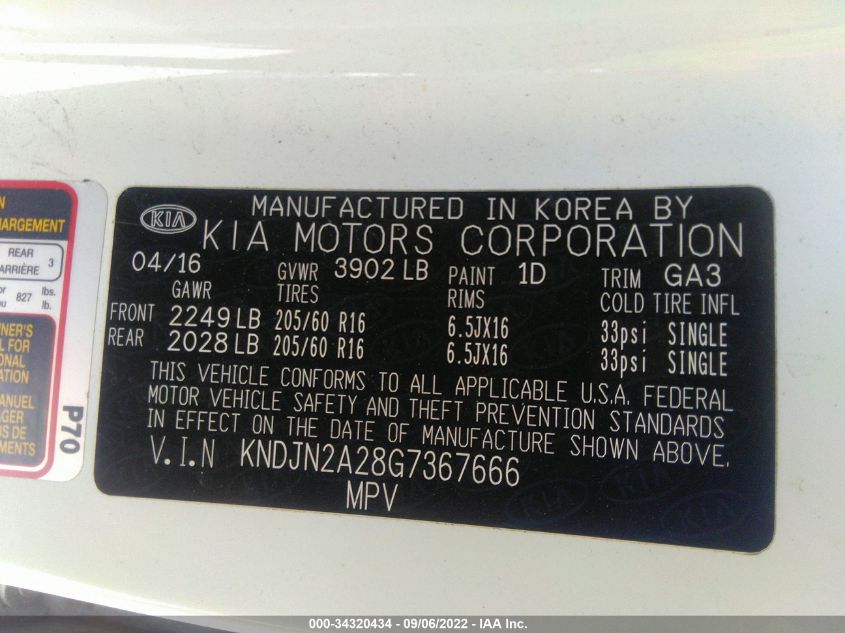 KIA
MANUFACTURED IN KOREA BY
KIA MOTORS CORPORATION
04/16 GVWR 3902 LB PAINT 1D TRIM GA3
GAWR TIRES RIMS COLD TIRE INFL
FRONT 2249 LB 205/60 R16 6.5JX16 33psi SINGLE
REAR 2028 LB 205/60 R16 6.5JX16 33psi SINGLE
THIS VEHICLE CONFORMS TO ALL APPLICABLE U.S.A. FEDERAL
MOTOR VEHICLE SAFETY AND THEFT PREVENTION STANDARDS
IN EFFECT ON THE DATE OF MANUFACTURE SHOWN ABOVE.
V.I.N KNDJN2A28G7367666
MPV
REAR 3
827 lbs.
lb.
P70
000-34320434 - 09/06/2022 - IAA Inc.